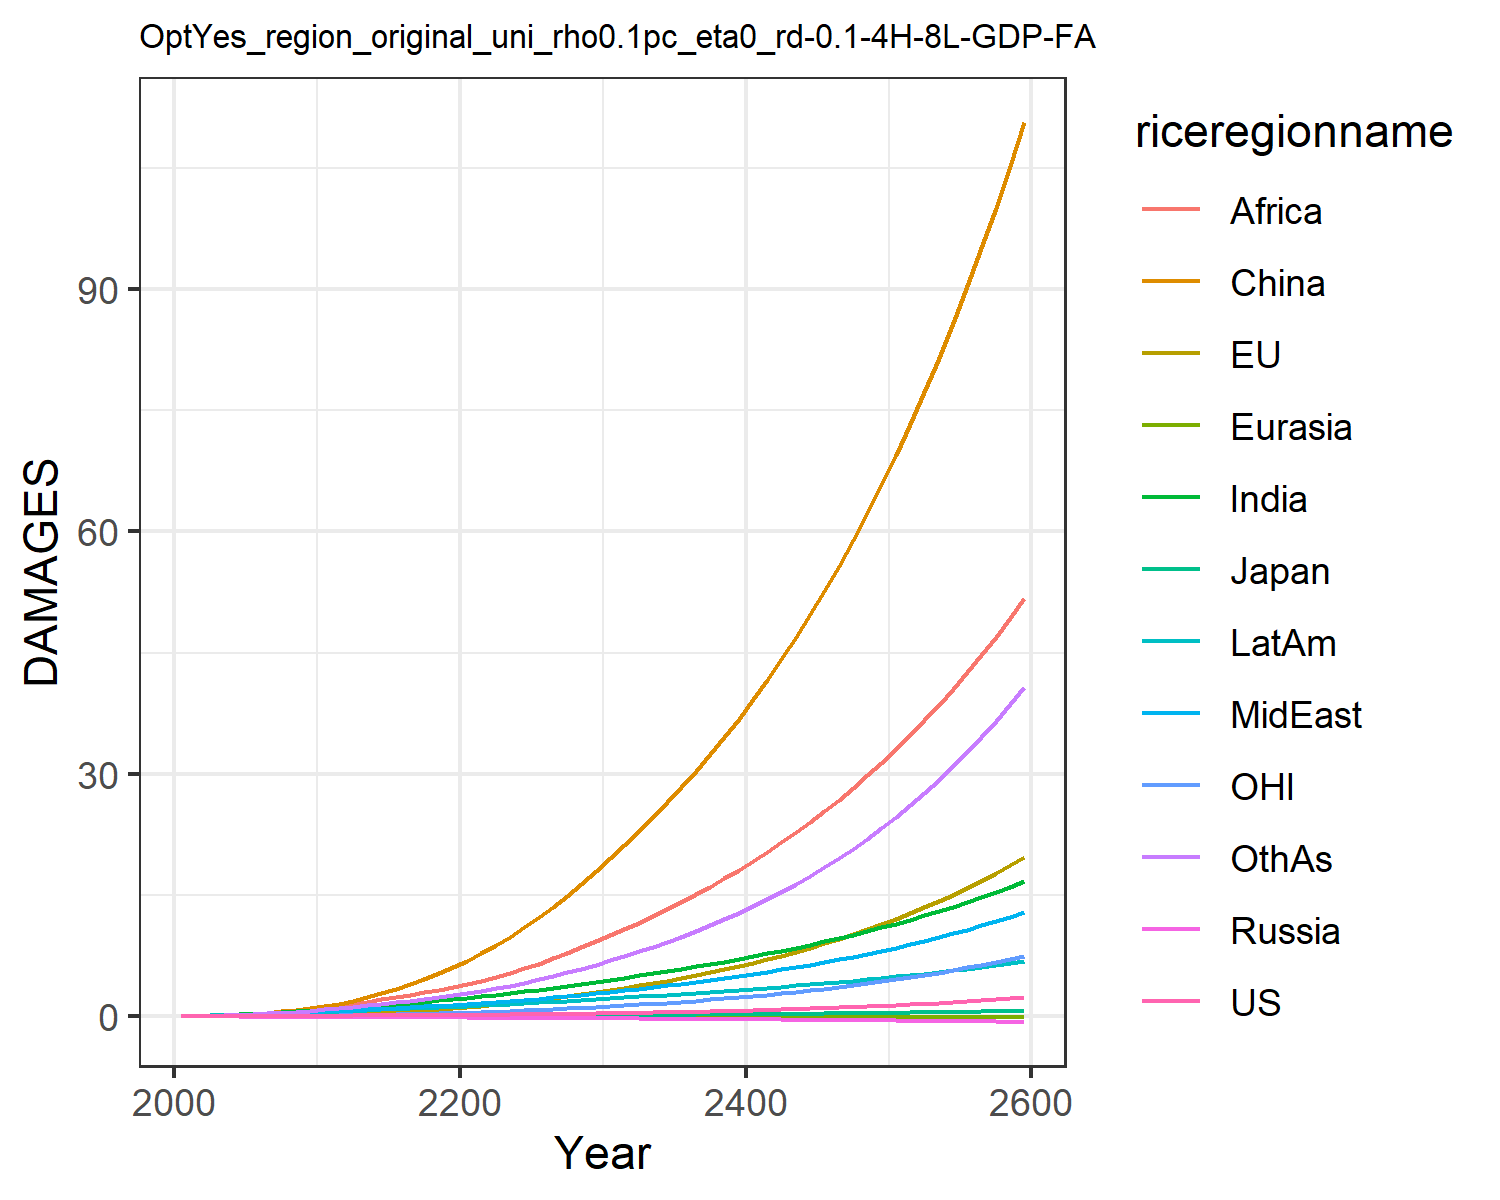 OptYes_region_original_uni_rho0.1pc_eta0_rd-0.1-4H-8L-GDP-FA
DAMAGES
90
60
30
0
2000 2200 2400 2600
Year
riceregionname
Africa
China
EU
Eurasia
India
Japan
LatAm
MidEast
OHI
OthAs
Russia
US